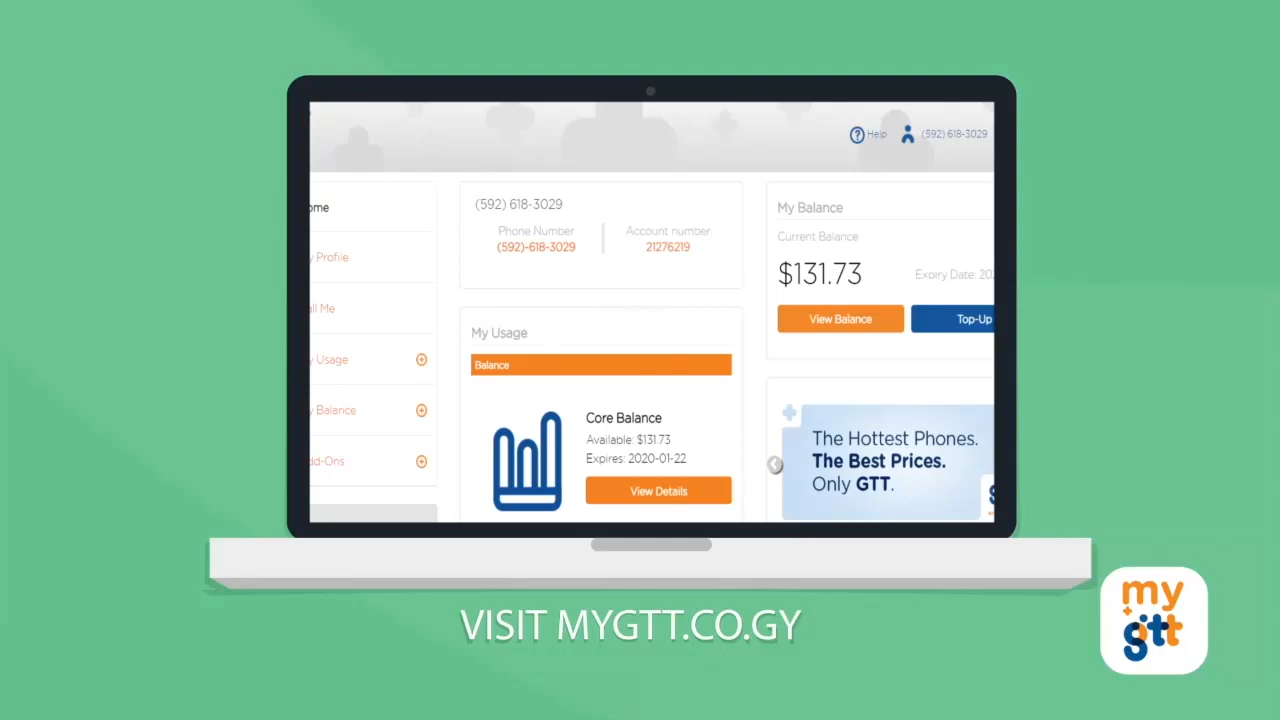 Help (592) 618-3029
ome
y Profile
all Me
y Usage
y Balance
dd-Ons
(592) 618-3029
Phone Number
(592)-618-3029
Account number
21276219
My Usage
Balance
Core Balance
Available: $131.73
Expires: 2020-01-22
View Details
My Balance
Current Balance
$131.73
Expiry Date: 202
View Balance
Top-Up
The Hottest Phones.
The Best Prices.
Only GTT.
$
VISIT MYGTT.CO.GY
my
gtt